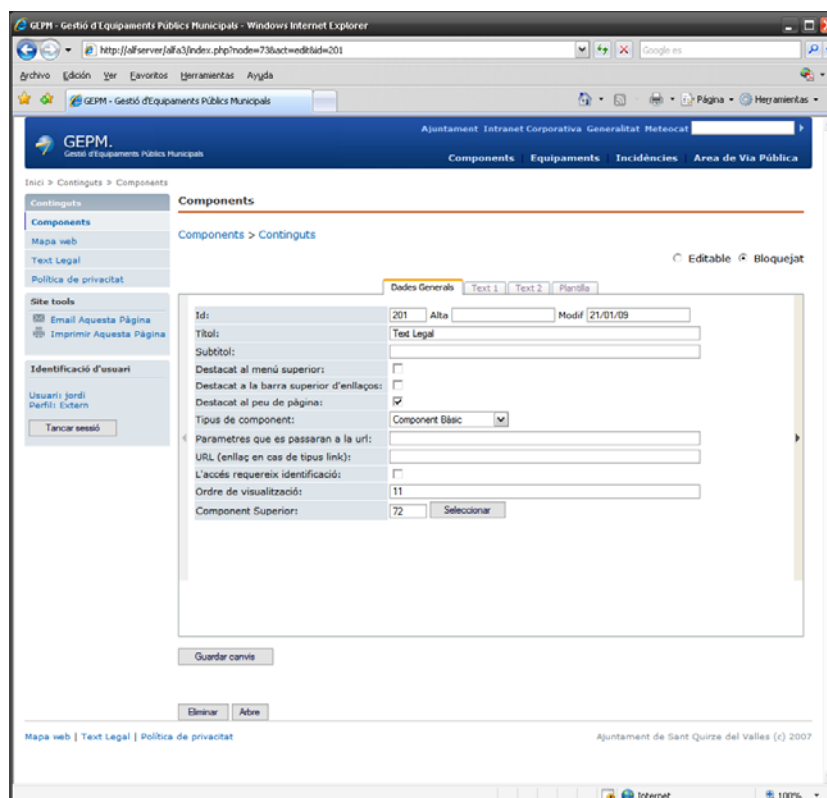 GEPM - Gestió d'Equipaments Públics Municipals - Windows Internet Explorer
http://alfserver/alfa3/index.php?node=73&act=edit&id=201
Google es
Archivo Edición Ver Favoritos Herramientas Ayuda
GEPM - Gestió d'Equipaments Públics Municipals
Página Herramientas
Ajuntament Intranet Corporativa Generalitat Meteocat
GEPM.
Gestió d'Equipaments Públics Municipals
Components Equipaments Incidències Area de Via Pública
Inici > Continguts > Components
Continguts
Components
Mapa web
Text Legal
Política de privacitat
Site tools
Email Aquesta Pàgina
Imprimir Aquesta Pàgina
Identificació d'usuari
Usuari: jordi
Perfil: Extern
Tancar sessió
Components
Components > Continguts
Editable Bloquejat
Dades Generals Text 1 Text 2 Plantilla
Id: 201 Alta Modif 21/01/09
Títol: Text Legal
Subtítol:
Destacat al menú superior:
Destacat a la barra superior d'enllaços:
Destacat al peu de pàgina:
Tipus de component: Component Bàsic
Parametres que es passaran a la url:
URL (enllaç en cas de tipus link):
L'accés requereix identificació:
Ordre de visualització: 11
Component Superior: 72 Seleccionar
Guardar canvis
Eliminar Arbre
Mapa web | Text Legal | Política de privacitat
Ajuntament de Sant Quirze del Valles (c) 2007
Internet 100%